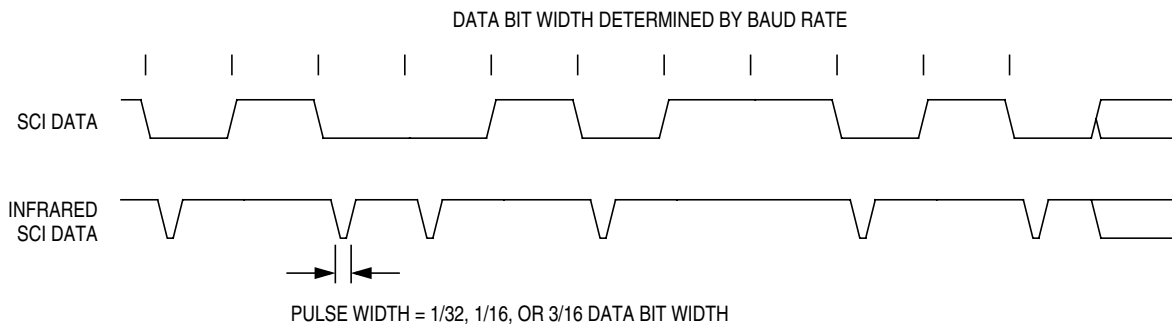 DATA BIT WIDTH DETERMINED BY BAUD RATE
SCI DATA
INFRARED
SCI DATA
PULSE WIDTH = 1/32, 1/16, OR 3/16 DATA BIT WIDTH